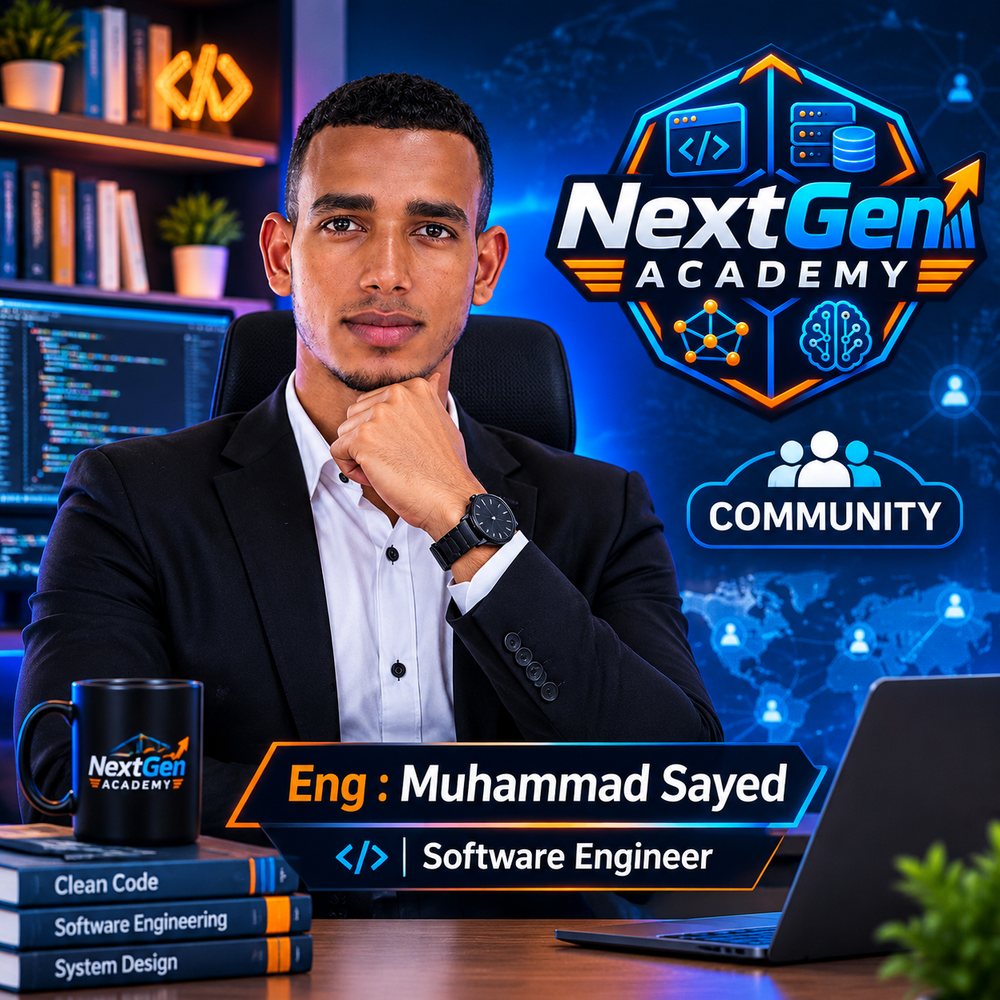 </>
</>
NextGen
ACADEMY
COMMUNITY
NextGen
ACADEMY
Eng : Muhammad Sayed
</> | Software Engineer
Clean Code
Software Engineering
System Design